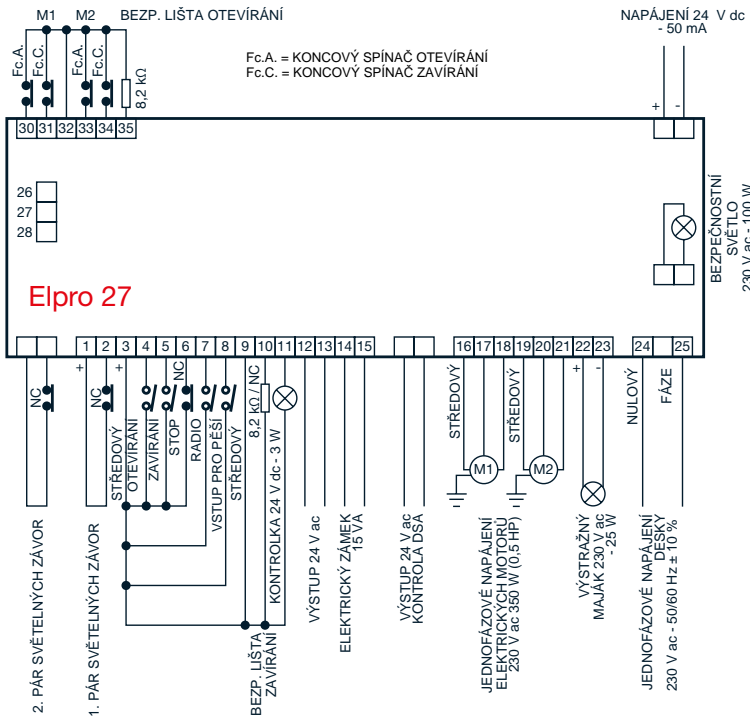 M1 M2 BEZP. LIŠTA OTEVÍRÁNÍ
NAPÁJENÍ 24 V dc
- 50 mA
Fc.A.
Fc.C.
Fc.A.
Fc.C.
8,2 kΩ
Fc.A. = KONCOVÝ SPÍNAČ OTEVÍRÁNÍ
Fc.C. = KONCOVÝ SPÍNAČ ZAVÍRÁNÍ
+ -
30 31 32 33 34 35
26
27
28
BEZPEČNOSTNÍ
SVĚTLO
230 V ac - 100 W
Elpro 27
1 2 3 4 5 6 7 8 9 10 11 12 13 14 15 16 17 18 19 20 21 22 23 24 25
+ + + -
NC
2. PÁR SVĚTELNÝCH ZÁVOR
NC
1. PÁR SVĚTELNÝCH ZÁVOR
STŘEDOVÝ
OTEVÍRÁNÍ
ZAVÍRÁNÍ
STOP
NC
RADIO
VSTUP PRO PĚŠÍ
STŘEDOVÝ
8,2 kΩ / NC
BEZP. LIŠTA
ZAVÍRÁNÍ
KONTROLKA 24 V dc - 3 W
VÝSTUP 24 V ac
ELEKTRICKÝ ZÁMEK
15 VA
VÝSTUP 24 V ac
KONTROLA DSA
STŘEDOVÝ
M1
STŘEDOVÝ
M2
JEDNOFÁZOVÉ NAPÁJENÍ
ELEKTRICKÝCH MOTORŮ
230 V ac 350 W (0,5 HP)
VÝSTRAŽNÝ
MAJÁK 230 V ac
- 25 W
NULOVÝ
FÁZE
JEDNOFÁZOVÉ NAPÁJENÍ
DESKY
230 V ac - 50/60 Hz ± 10 %